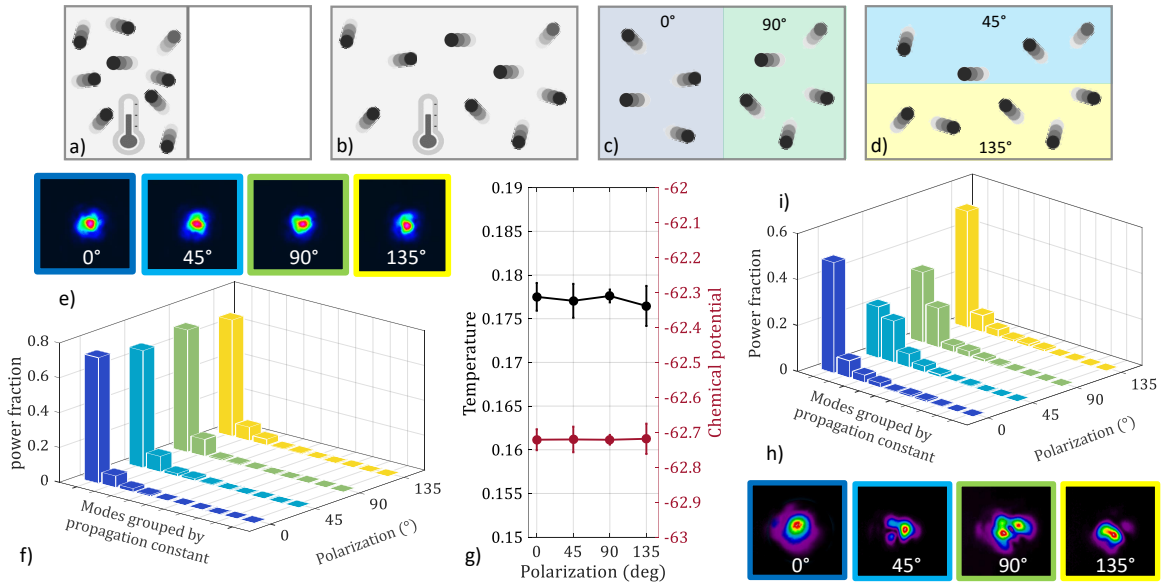 a)
b)
0°
90°
c)
45°
135°
d)
0°
45°
90°
135°
e)
0.8
0.6
0.4
0.2
0
power fraction
Modes grouped by
propagation constant
0
45
90
135
Polarization (°)
f)
0.19
0.185
0.18
0.175
0.17
0.165
0.16
0.155
0.15
Temperature
-62
-62.1
-62.2
-62.3
-62.4
-62.5
-62.6
-62.7
-62.8
-62.9
-63
Chemical potential
0 45 90 135
Polarization (deg)
g)
i)
0.6
0.4
0.2
0
Power fraction
Modes grouped by
propagation constant
0
45
90
135
Polarization (°)
h)
0°
45°
90°
135°